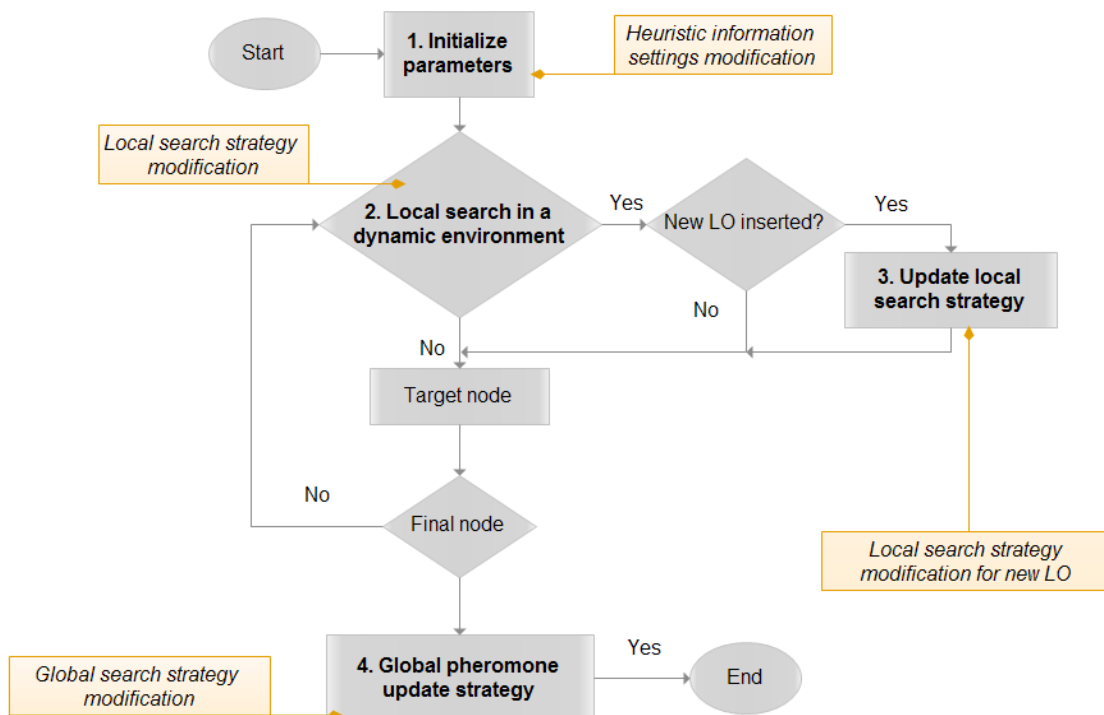 Start
1. Initialize
parameters
Heuristic information
settings modification
Local search strategy
modification
2. Local search in a
dynamic environment
Yes
New LO inserted?
Yes
3. Update local
search strategy
No
No
Target node
No
Final node
Local search strategy
modification for new LO
4. Global pheromone
update strategy
Yes
End
Global search strategy
modification